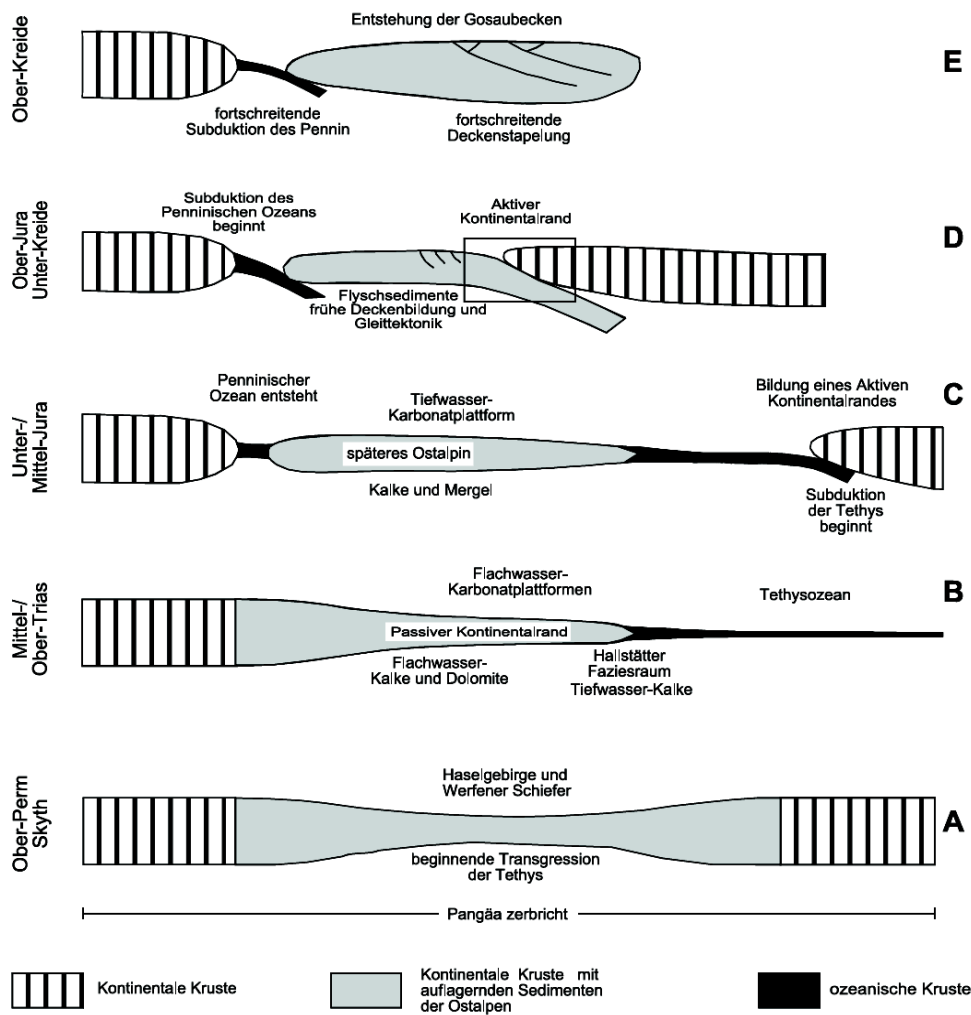 Ober-Kreide
Entstehung der Gosaubecken
E
fortschreitende
Subduktion des Pennin
fortschreitende
Deckenstapelung
Ober-Jura
Unter-Kreide
Subduktion des
Penninischen Ozeans
beginnt
Aktiver
Kontinentalrand
D
Flyschsedimente
frühe Deckenbildung und
Gleittektonik
Unter-/
Mittel-Jura
Penninischer
Ozean entsteht
Tiefwasser-
Karbonatplattform
Bildung eines Aktiven
Kontinentalrandes
C
späteres Ostalpin
Kalke und Mergel
Subduktion
der Tethys
beginnt
Mittel-/
Ober-Trias
Flachwasser-
Karbonatplattformen
Tethysozean
B
Passiver Kontinentalrand
Flachwasser-
Kalke und Dolomite
Hallstätter
Faziesraum
Tiefwasser-Kalke
Ober-Perm
Skyth
Haselgebirge und
Werfener Schiefer
A
beginnende Transgression
der Tethys
Pangäa zerbricht
Kontinentale Kruste
Kontinentale Kruste mit
auflagernden Sedimenten
der Ostalpen
ozeanische Kruste